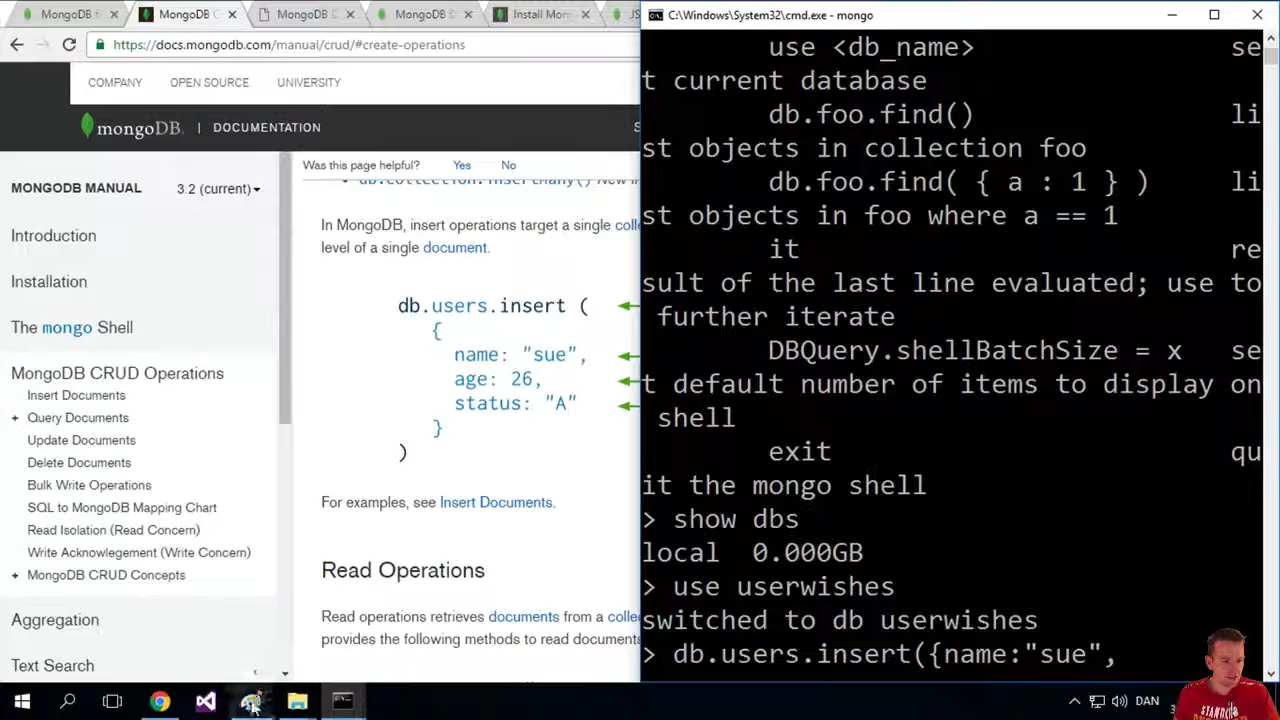 MongoDB
MongoDB C
MongoDB C
MongoDB D
Install Mon
JS
C:\Windows\System32\cmd.exe - mongo
https://docs.mongodb.com/manual/crud/#create-operations
COMPANY OPEN SOURCE UNIVERSITY
mongoDB. | DOCUMENTATION
MONGODB MANUAL 3.2 (current)
Introduction
Installation
The mongo Shell
MongoDB CRUD Operations
Insert Documents
+ Query Documents
Update Documents
Delete Documents
Bulk Write Operations
SQL to MongoDB Mapping Chart
Read Isolation (Read Concern)
Write Acknowlegement (Write Concern)
+ MongoDB CRUD Concepts
Aggregation
Text Search
Was this page helpful? Yes No
db.collection.insertMany() New in
In MongoDB, insert operations target a single
level of a single document.
db.users.insert (
{
name: "sue",
age: 26,
status: "A"
}
)
For examples, see Insert Documents.
Read Operations
Read operations retrieves documents from a
provides the following methods to read documents
use <db_name> se
t current database
db.foo.find() li
st objects in collection foo
db.foo.find( { a : 1 } ) li
st objects in foo where a == 1
it re
sult of the last line evaluated; use to
further iterate
DBQuery.shellBatchSize = x se
t default number of items to display on
shell
exit qu
it the mongo shell
> show dbs
local 0.000GB
> use userwishes
switched to db userwishes
> db.users.insert({name:"sue",
DAN